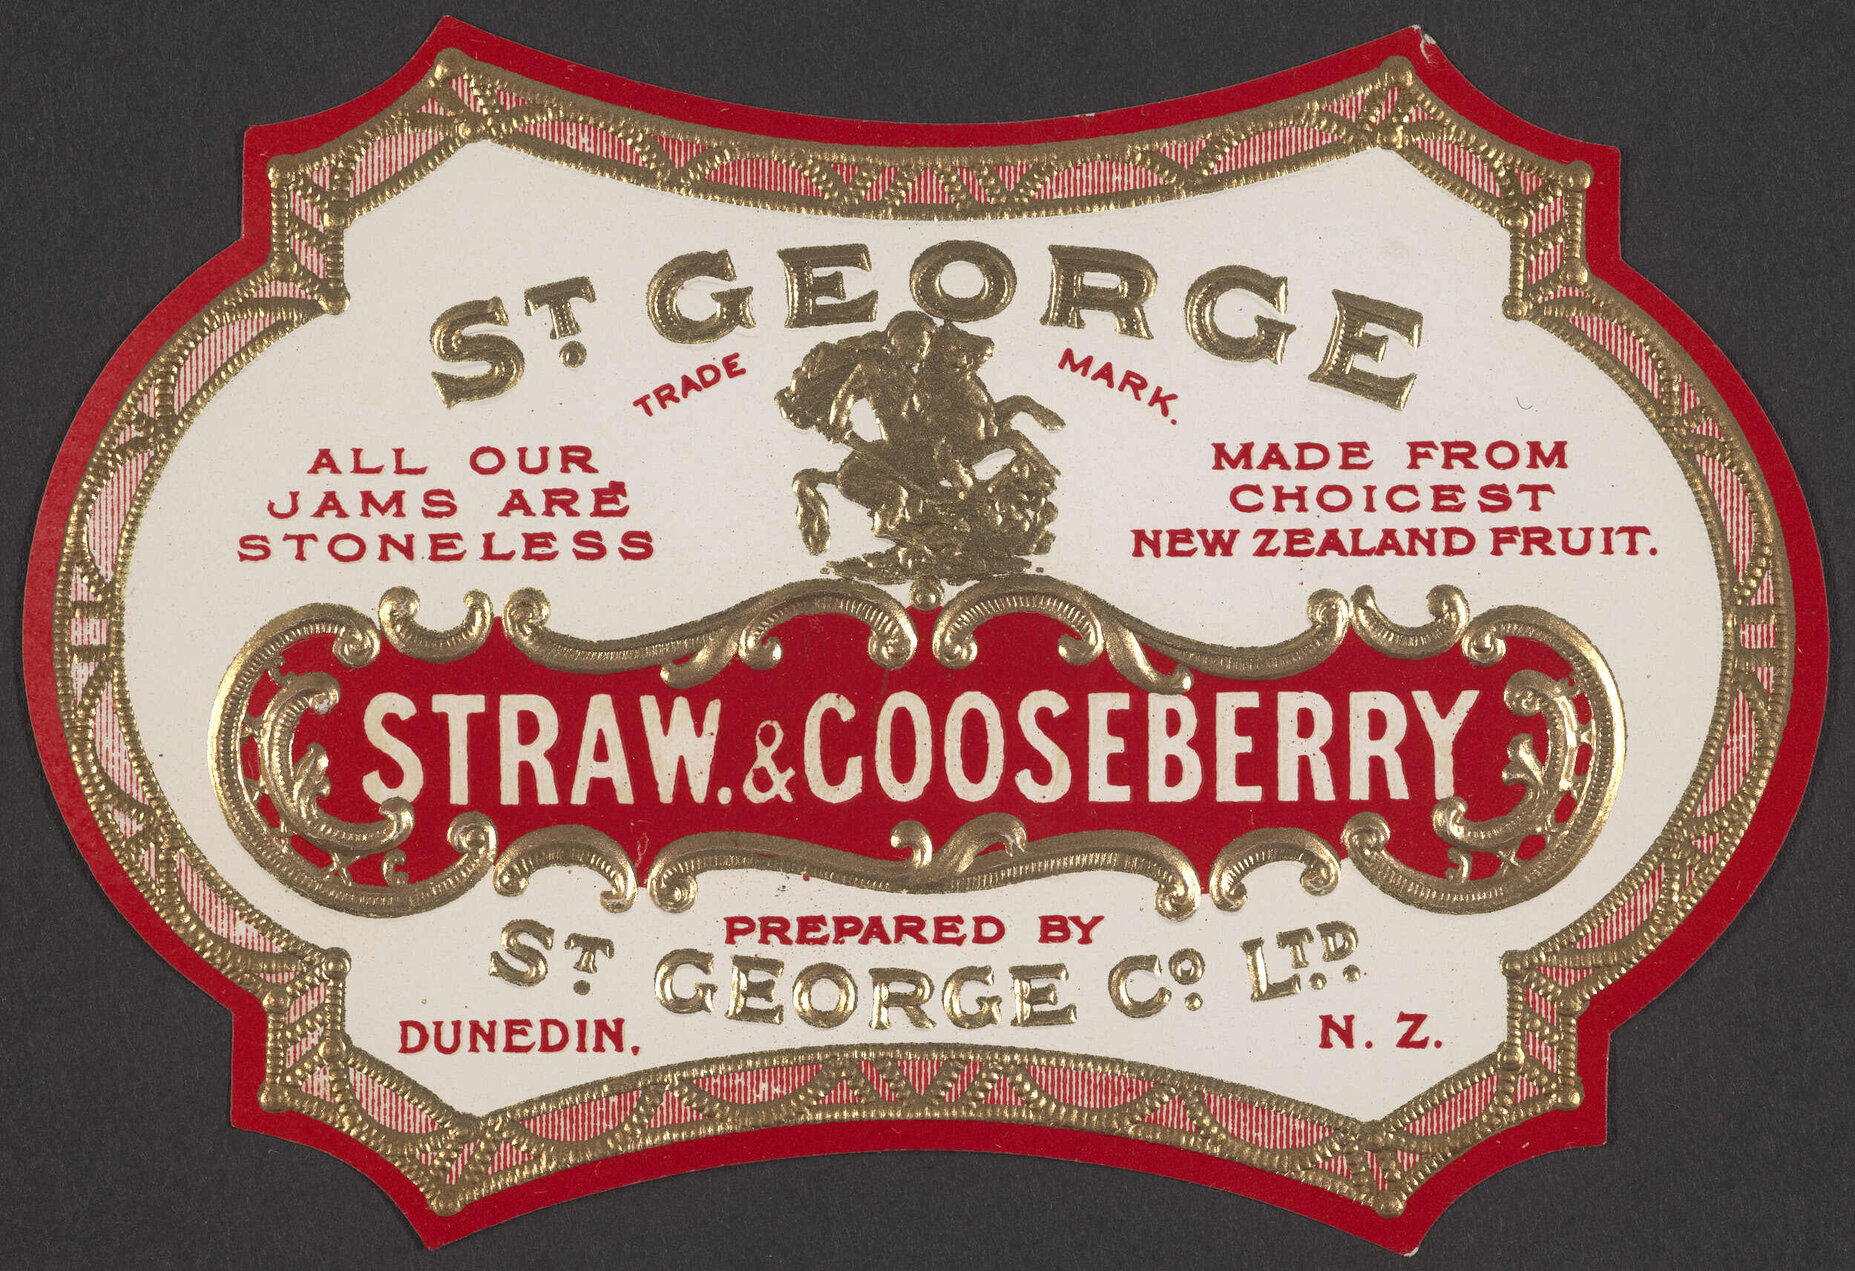 ST. GEORGE
TRADE MARK.
ALL OUR
JAMS ARE
STONELESS
MADE FROM
CHOICEST
NEW ZEALAND FRUIT.
STRAW. & GOOSEBERRY
PREPARED BY
ST. GEORGE Co. LTD.
DUNEDIN. N. Z.